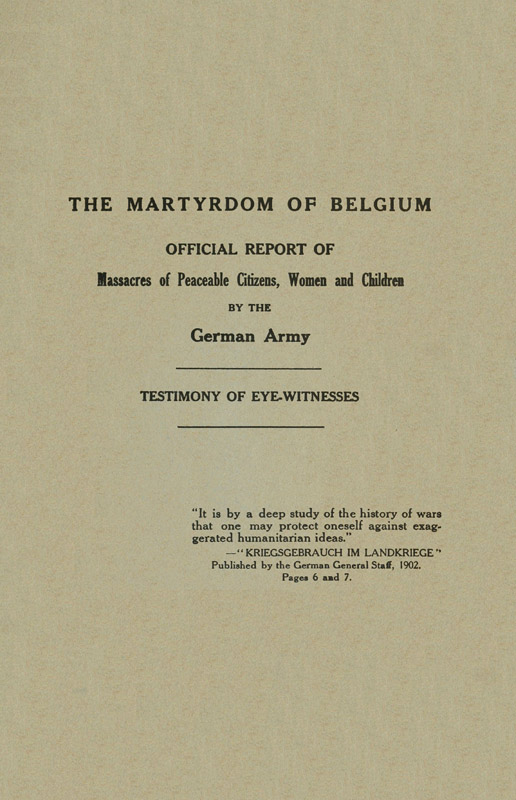 THE MARTYRDOM OF BELGIUM
OFFICIAL REPORT OF
Massacres of Peaceable Citizens, Women and Children
BY THE
German Army
TESTIMONY OF EYE-WITNESSES
"It is by a deep study of the history of wars
that one may protect oneself against exag-
gerated humanitarian ideas."
—"KRIEGSGEBRAUCH IM LANDKRIEGE"
Published by the German General Staff, 1902.
Pages 6 and 7.